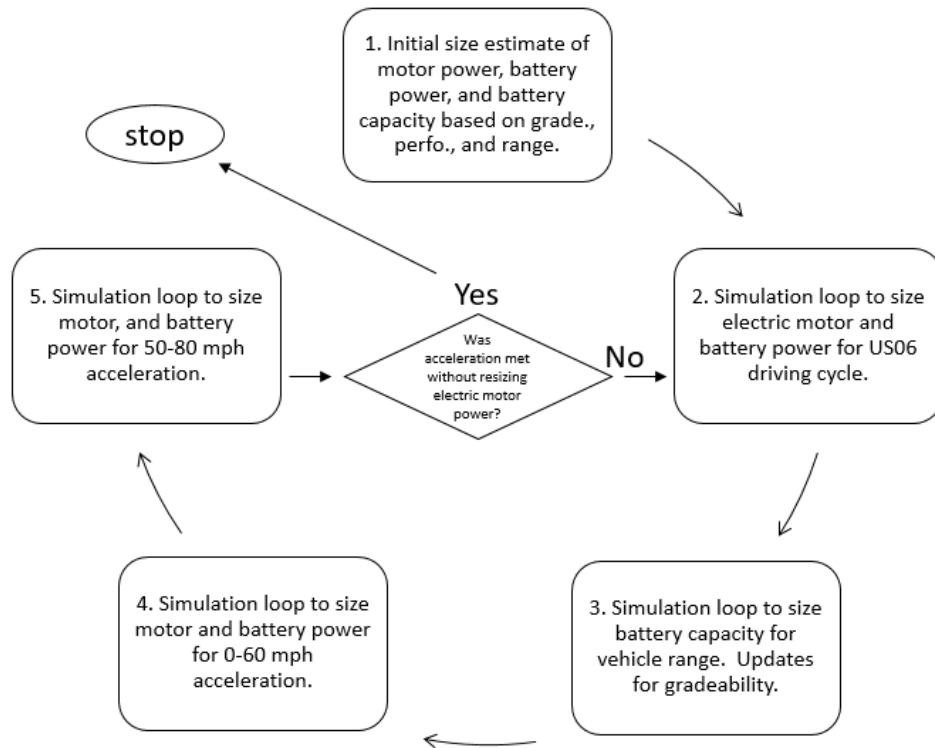 1. Initial size estimate of
motor power, battery
power, and battery
capacity based on grade.,
perfo., and range.
stop
5. Simulation loop to size
motor, and battery
power for 50-80 mph
acceleration.
Yes
Was
acceleration met
without resizing
electric motor
power?
No
2. Simulation loop to size
electric motor and
battery power for US06
driving cycle.
4. Simulation loop to size
motor and battery power
for 0-60 mph
acceleration.
3. Simulation loop to size
battery capacity for
vehicle range.  Updates
for gradeability.